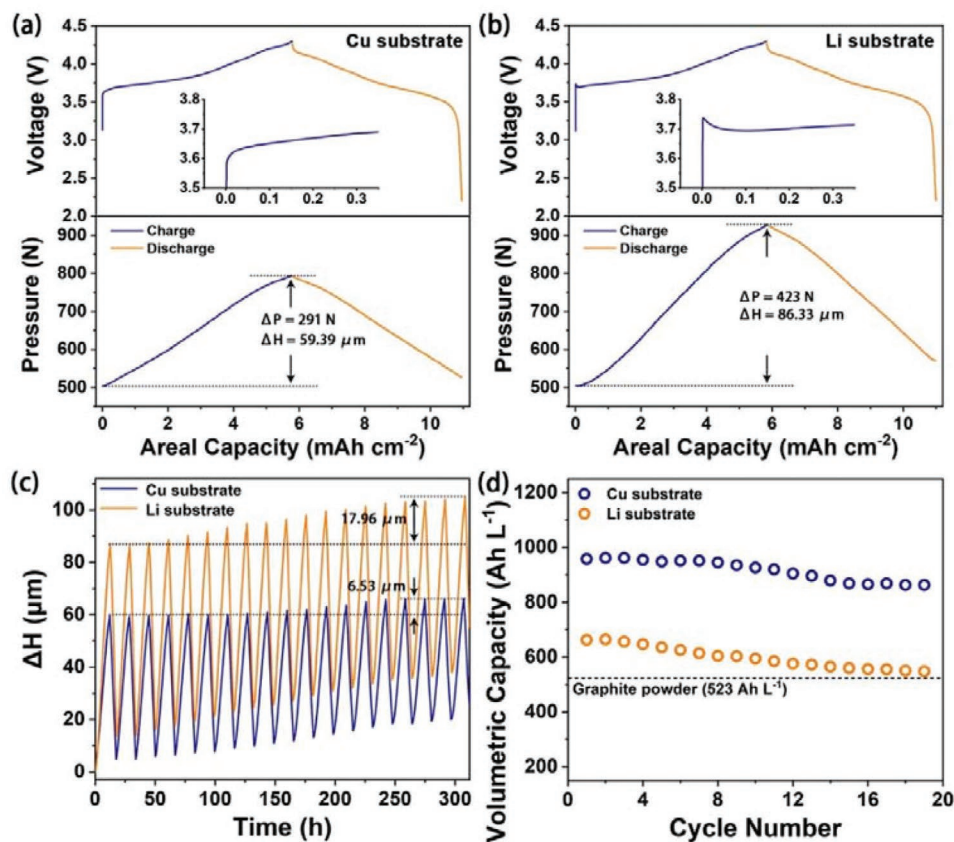 (a)
Cu substrate
Voltage (V)
4.5
4.0
3.5
3.0
2.5
2.0
3.8
3.7
3.6
3.5
0.0 0.1 0.2 0.3
Pressure (N)
900
800
700
600
500
Charge
Discharge
ΔP = 291 N
ΔH = 59.39 μm
0 2 4 6 8 10
Areal Capacity (mAh cm⁻²)
(b)
Li substrate
Voltage (V)
4.5
4.0
3.5
3.0
2.5
2.0
3.8
3.7
3.6
3.5
0.0 0.1 0.2 0.3
Pressure (N)
900
800
700
600
500
Charge
Discharge
ΔP = 423 N
ΔH = 86.33 μm
0 2 4 6 8 10
Areal Capacity (mAh cm⁻²)
(c)
Cu substrate
Li substrate
ΔH (μm)
100
80
60
40
20
0
17.96 μm
6.53 μm
0 50 100 150 200 250 300
Time (h)
(d)
Cu substrate
Li substrate
Volumetric Capacity (Ah L⁻¹)
1200
1000
800
600
400
200
Graphite powder (523 Ah L⁻¹)
0 4 8 12 16 20
Cycle Number